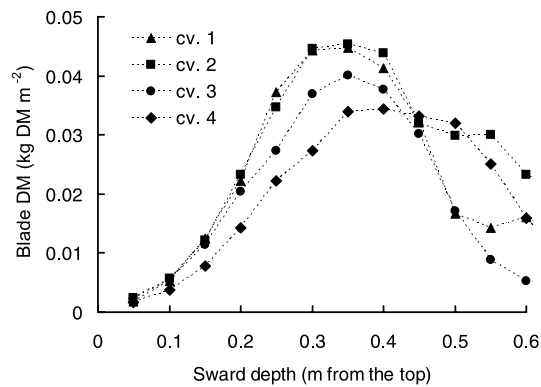 0.05
0.04
0.03
0.02
0.01
0
Blade DM (kg DM m⁻²)
cv. 1
cv. 2
cv. 3
cv. 4
0 0.1 0.2 0.3 0.4 0.5 0.6
Sward depth (m from the top)